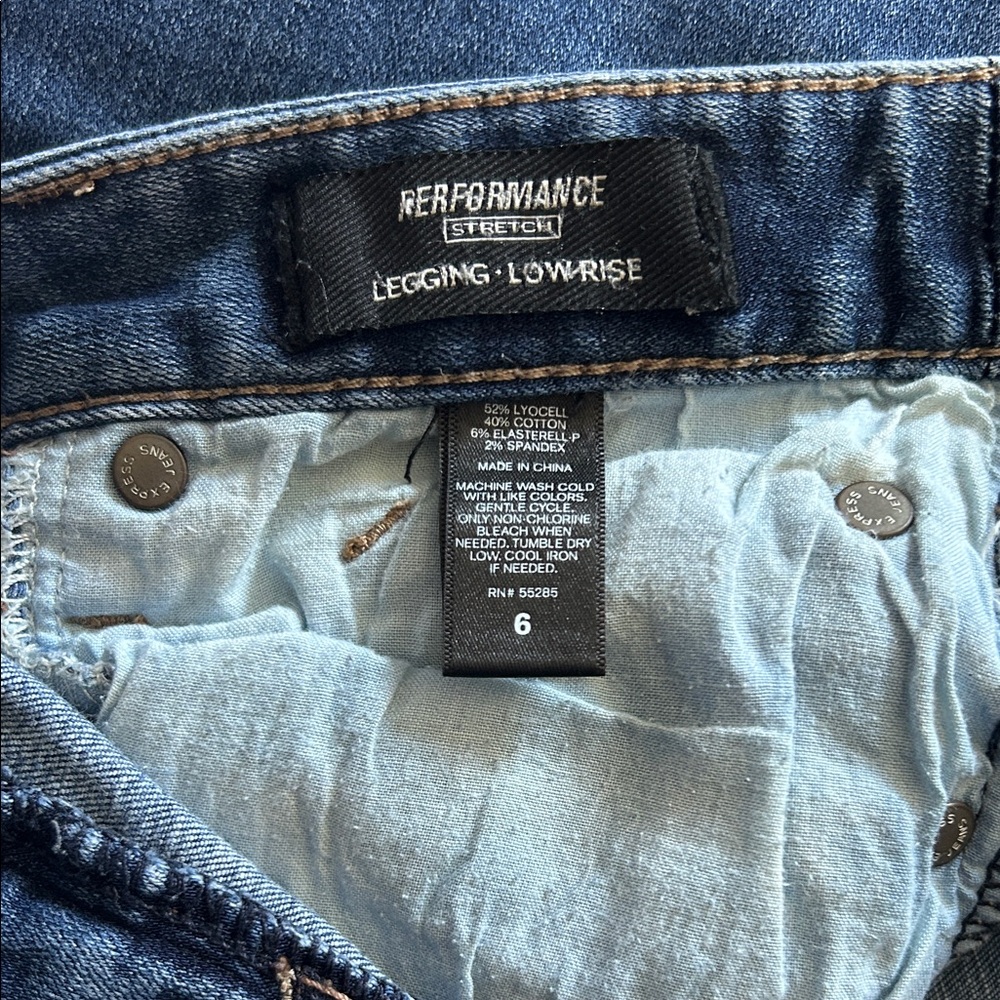 PERFORMANCE
STRETCH
LEGGING · LOW RISE
52% LYOCELL
40% COTTON
6% ELASTERELL-P
2% SPANDEX
MADE IN CHINA
MACHINE WASH COLD
WITH LIKE COLORS.
GENTLE CYCLE.
ONLY NON-CHLORINE
BLEACH WHEN
NEEDED. TUMBLE DRY
LOW. COOL IRON
IF NEEDED.
RN# 55285
6
EXPRESS JEANS
EXPRESS JEANS
JEANS